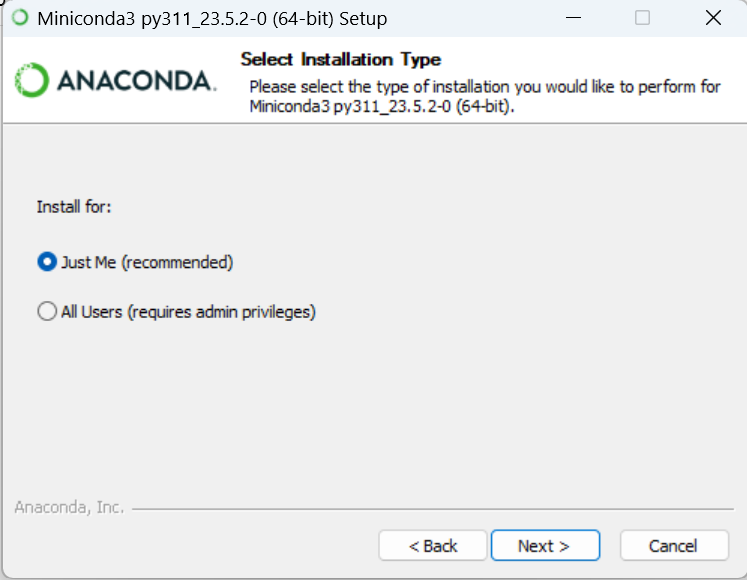 Miniconda3 py311_23.5.2-0 (64-bit) Setup
ANACONDA.
Select Installation Type
Please select the type of installation you would like to perform for
Miniconda3 py311_23.5.2-0 (64-bit).
Install for:
Just Me (recommended)
All Users (requires admin privileges)
Anaconda, Inc.
< Back
Next >
Cancel